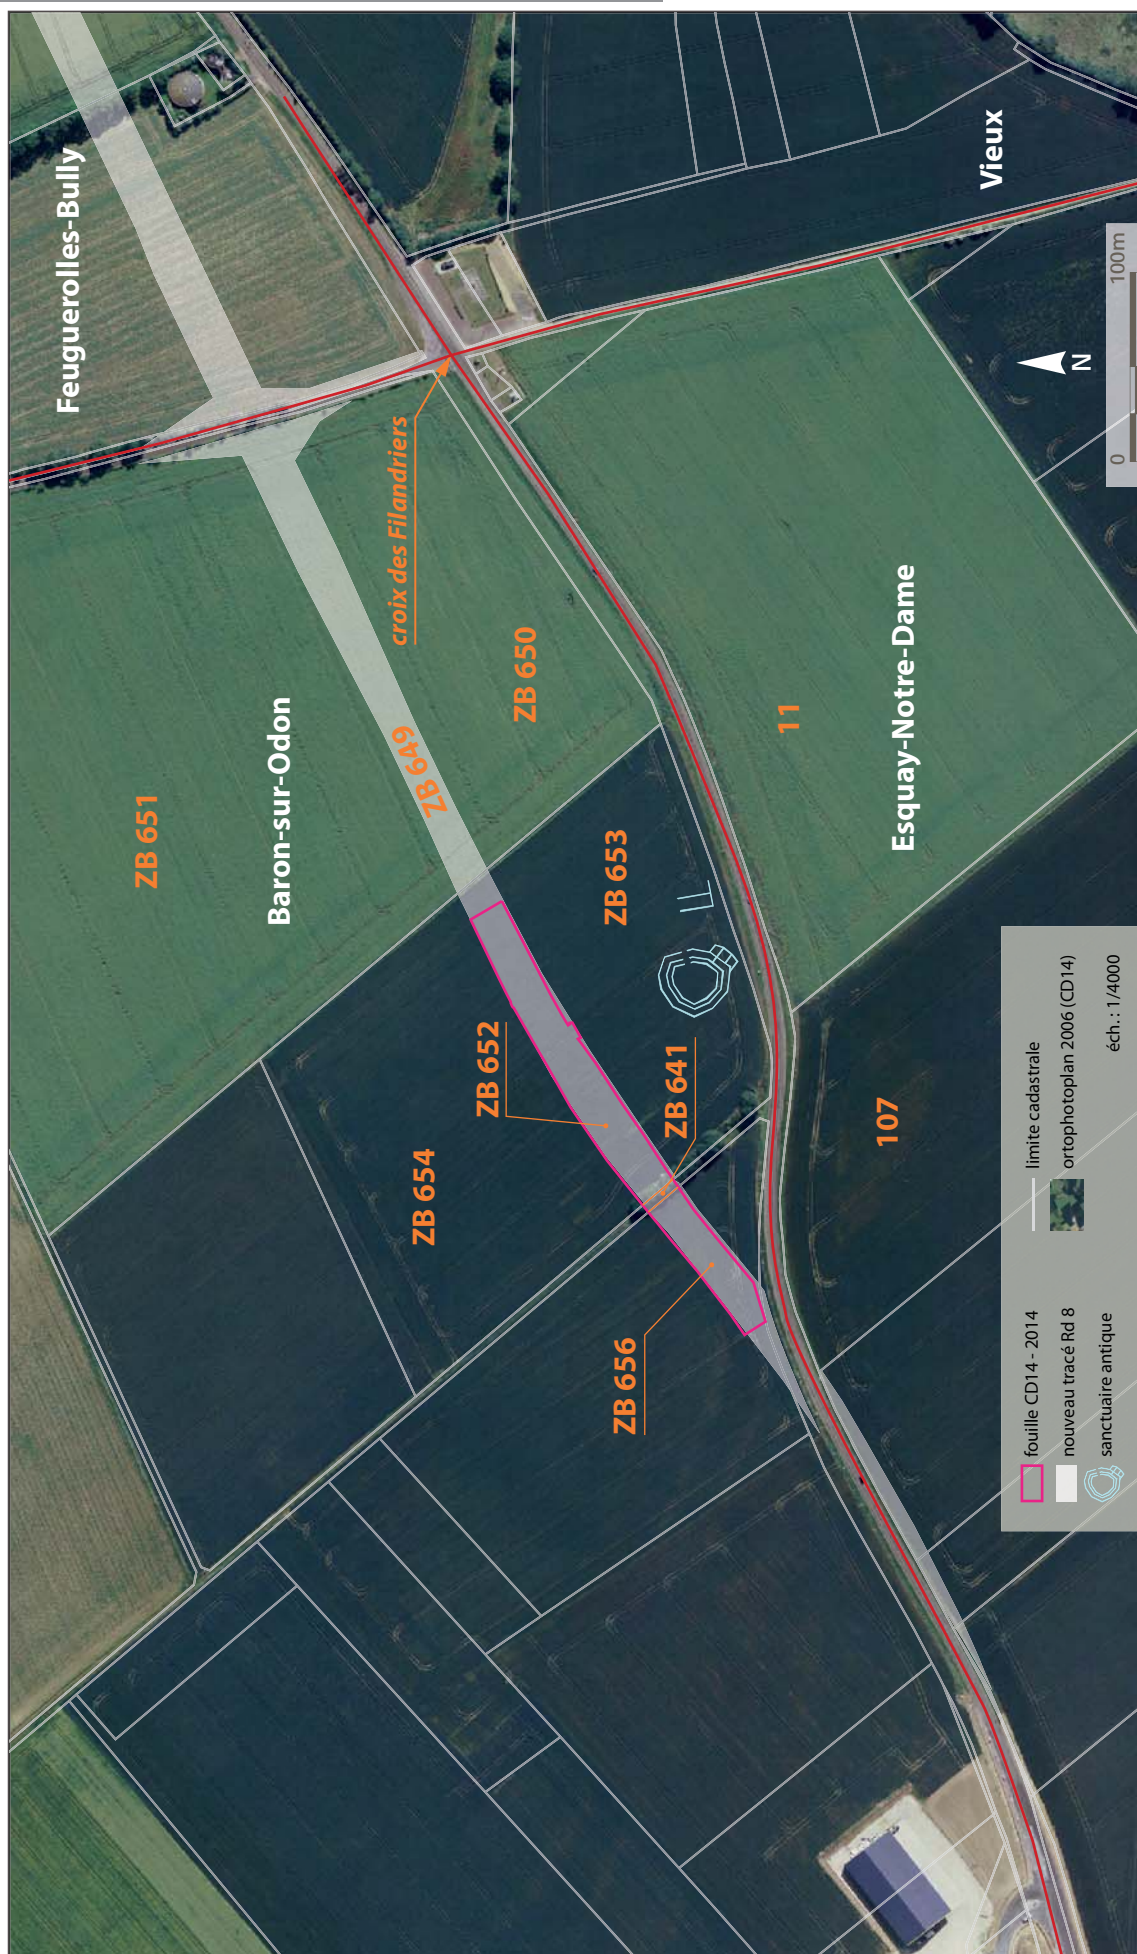 Feuguerolles-Bully
Vieux
croix des Filandriers
ZB 651
Baron-sur-Odon
ZB 649
ZB 650
ZB 653
11
Esquay-Notre-Dame
ZB 652
ZB 641
ZB 654
ZB 656
107
N
0
100m
fouille CD14 - 2014
nouveau tracé Rd 8
sanctuaire antique
limite cadastrale
ortophotoplan 2006 (CD14)
éch.: 1/4000